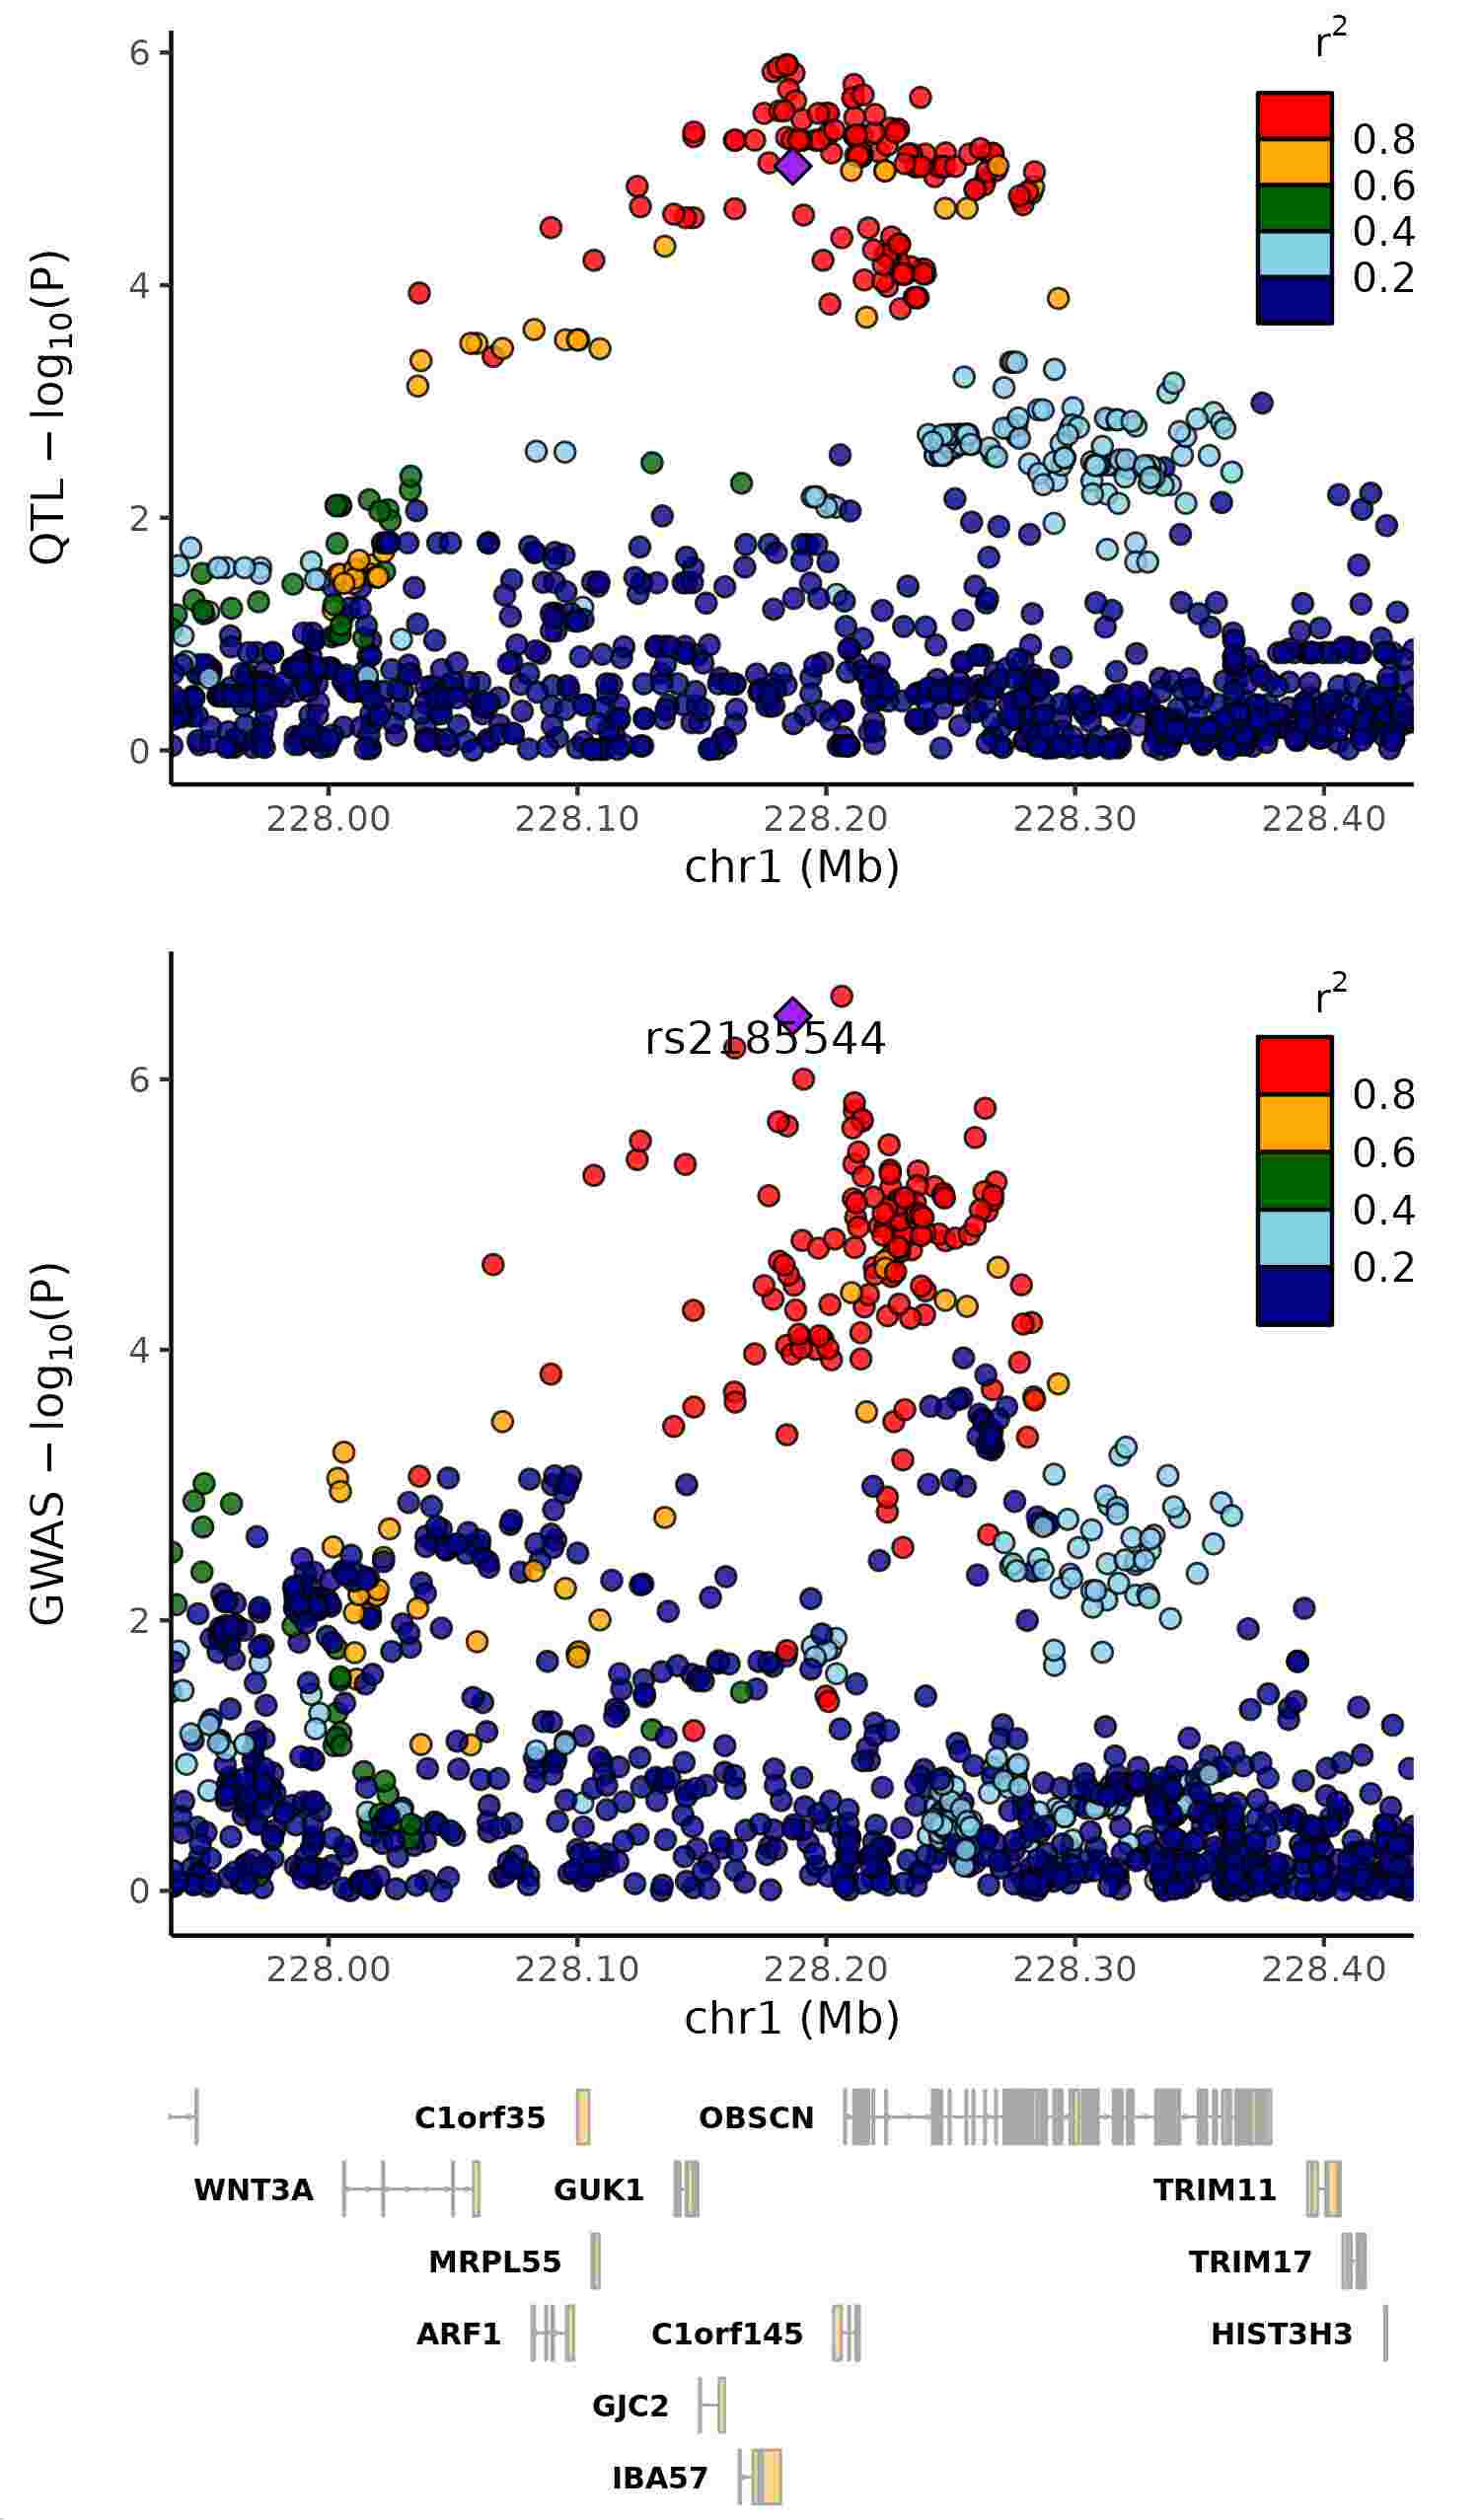 r2
6
4
2
0
QTL − log10(P)
0.8
0.6
0.4
0.2
228.00 228.10 228.20 228.30 228.40
chr1 (Mb)
r2
rs2185544
6
4
2
0
GWAS − log10(P)
0.8
0.6
0.4
0.2
228.00 228.10 228.20 228.30 228.40
chr1 (Mb)
C1orf35 OBSCN
WNT3A GUK1 TRIM11
MRPL55 TRIM17
ARF1 C1orf145 HIST3H3
GJC2
IBA57